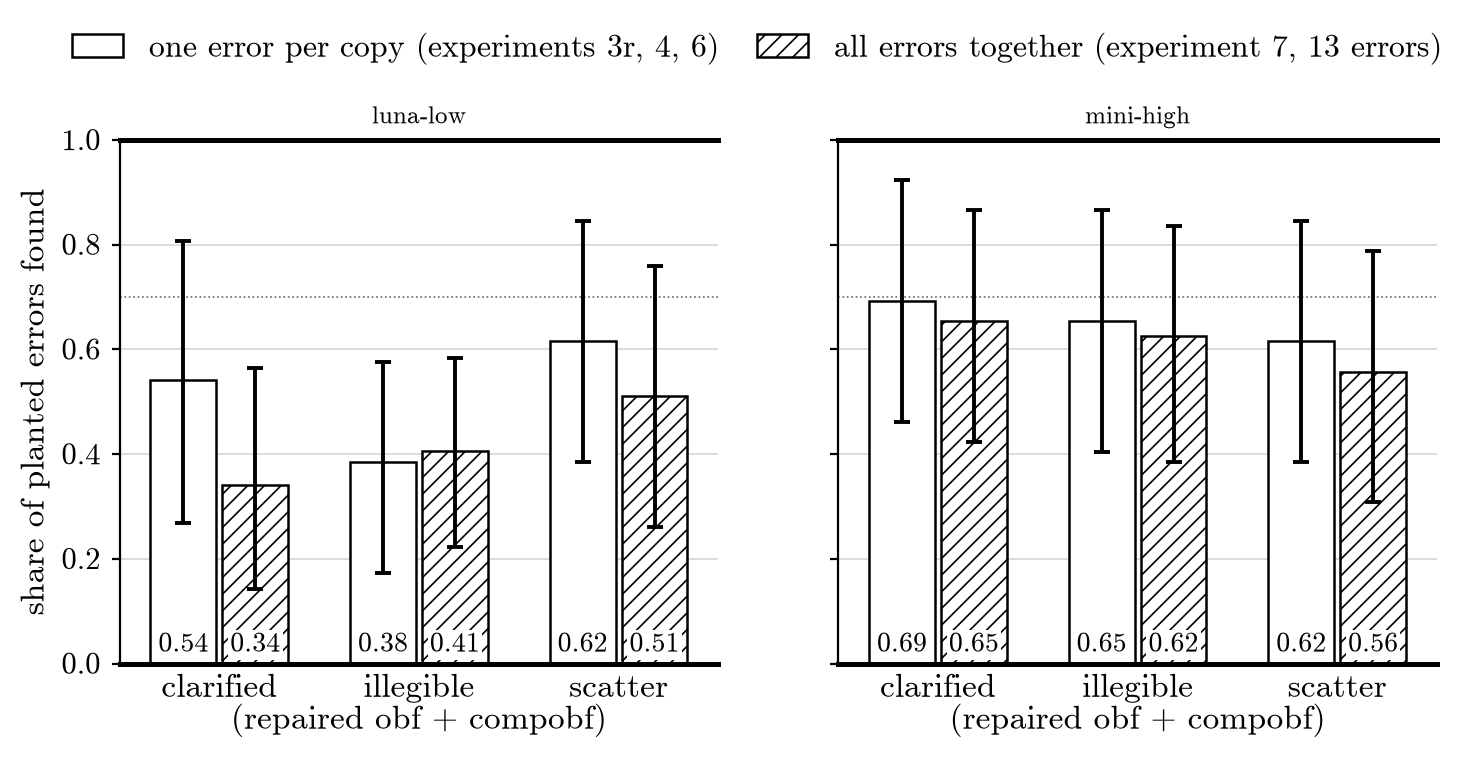 one error per copy (experiments 3r, 4, 6)
all errors together (experiment 7, 13 errors)
luna-low
mini-high
share of planted errors found
1.0
0.8
0.6
0.4
0.2
0.0
0.54 0.34 0.38 0.41 0.62 0.51
0.69 0.65 0.65 0.62 0.62 0.56
clarified illegible scatter
(repaired obf + compobf)
clarified illegible scatter
(repaired obf + compobf)